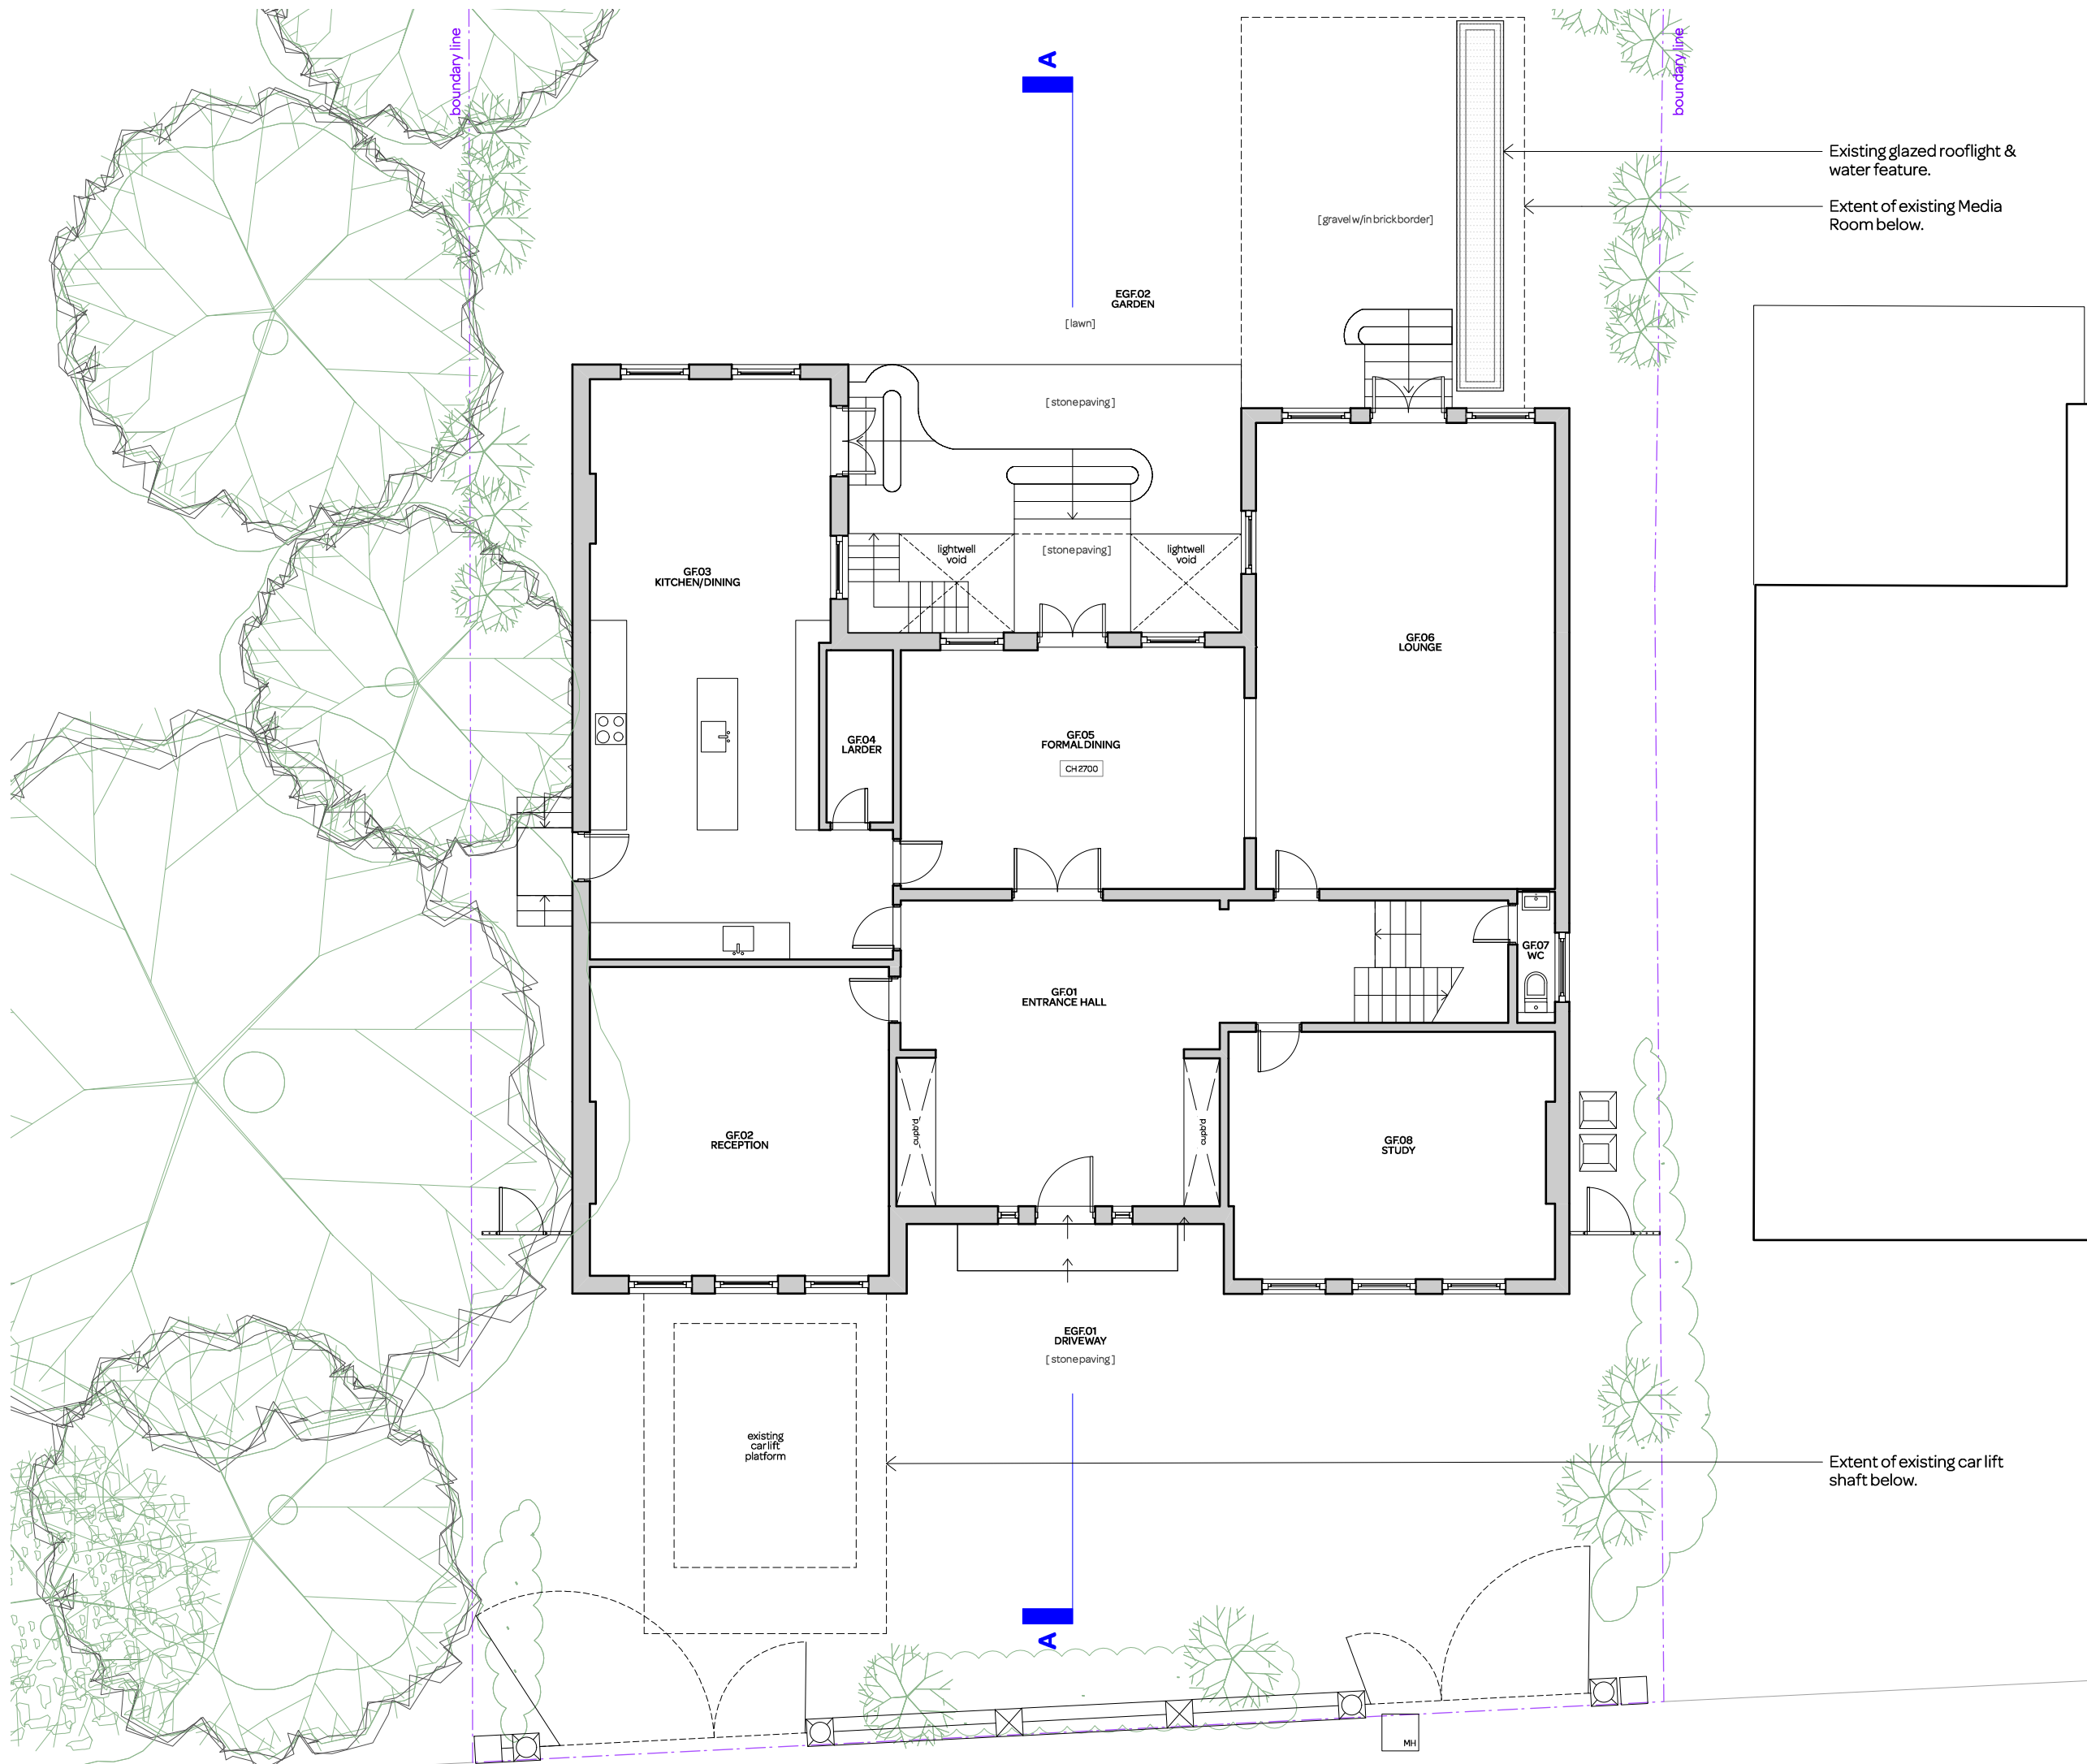 boundary line
A
boundary line
Existing glazed rooflight &
water feature.
Extent of existing Media
Room below.
[gravel w/in brick border]
EGF.02
GARDEN
[lawn]
[stone paving]
lightwell
void
[stone paving]
lightwell
void
GF.03
KITCHEN/DINING
GF.06
LOUNGE
GF.04
LARDER
GF.05
FORMAL DINING
CH 2700
GF.07
WC
GF.01
ENTRANCE HALL
GF.02
RECEPTION
cupb'd
cupb'd
GF.08
STUDY
EGF.01
DRIVEWAY
[stone paving]
existing
car lift
platform
Extent of existing car lift
shaft below.
A
MH